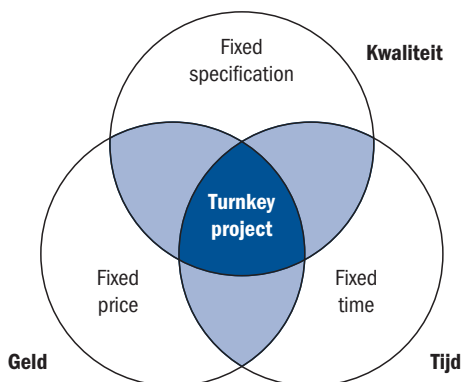 Fixed
specification
Kwaliteit
Turnkey
project
Fixed
price
Fixed
time
Geld
Tijd